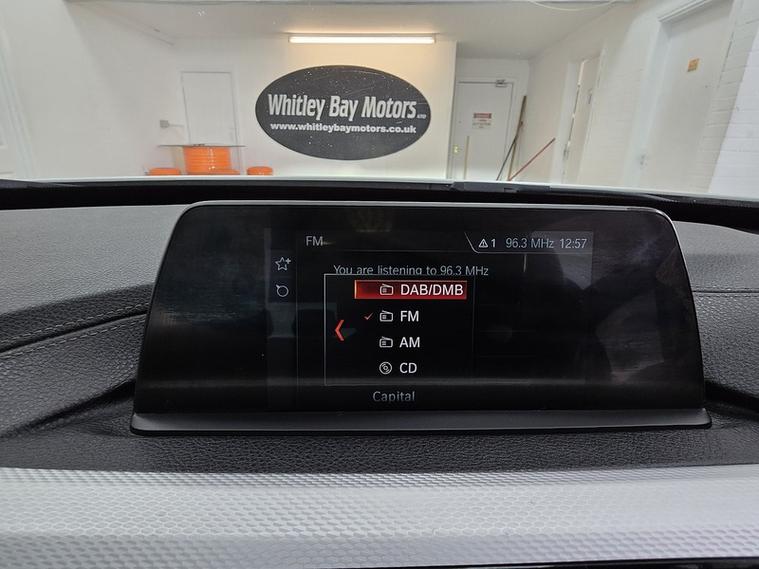 Whitley Bay Motors LTD
www.whitleybaymotors.co.uk
FM
1 96.3 MHz 12:57
You are listening to 96.3 MHz
DAB/DMB
FM
AM
CD
Capital